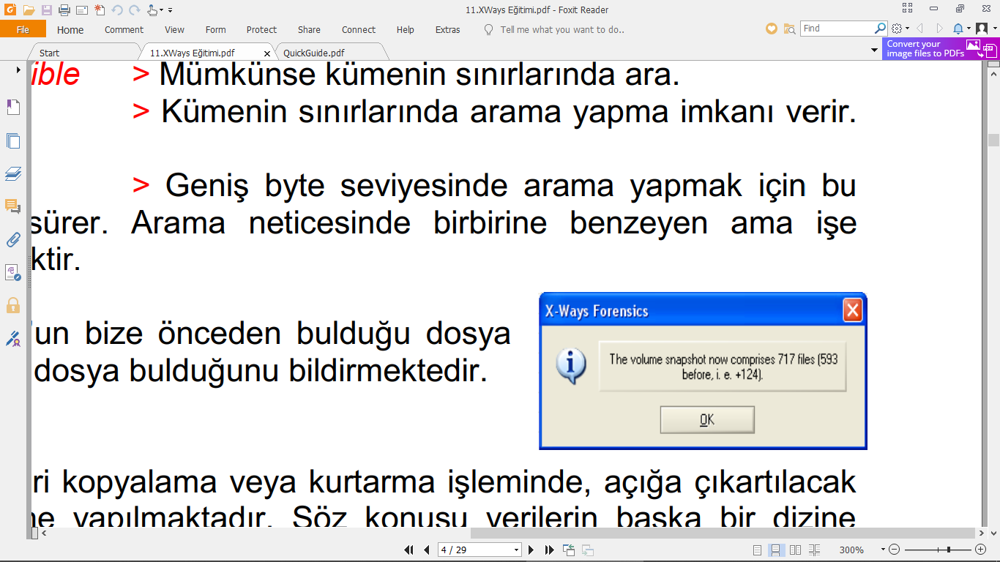 11.XWays Eğitimi.pdf - Foxit Reader
File Home Comment View Form Protect Share Connect Help Extras Tell me what you want to do.. Find
Start 11.XWays Eğitimi.pdf QuickGuide.pdf
Convert your
image files to PDFs
ible > Mümkünse kümenin sınırlarında ara.
> Kümenin sınırlarında arama yapma imkanı verir.
> Geniş byte seviyesinde arama yapmak için bu
sürer. Arama neticesinde birbirine benzeyen ama işe
ktir.
'un bize önceden bulduğu dosya
dosya bulduğunu bildirmektedir.
X-Ways Forensics
The volume snapshot now comprises 717 files (593
before, i. e. +124).
OK
ri kopyalama veya kurtarma işleminde, açığa çıkartılacak
ne yapılmaktadır. Söz konusu verilerin başka bir dizine
4 / 29
300%